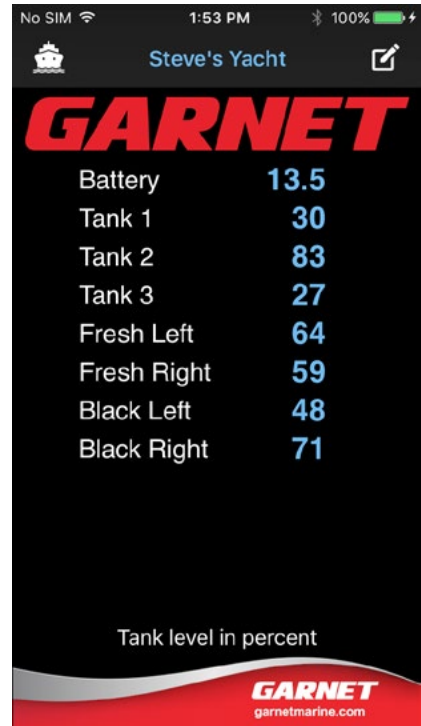 No SIM 1:53 PM 100%
Steve's Yacht
GARNET
Battery 13.5
Tank 1 30
Tank 2 83
Tank 3 27
Fresh Left 64
Fresh Right 59
Black Left 48
Black Right 71
Tank level in percent
GARNET
garnetmarine.com